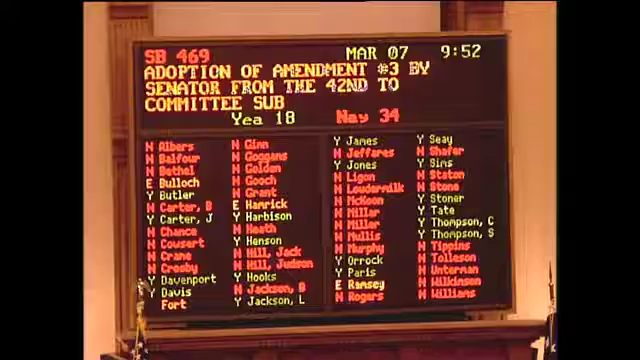 SB 469 MAR 07 9:52
ADOPTION OF AMENDMENT #3 BY
SENATOR FROM THE 42ND TO
COMMITTEE SUB
Yea 18 Nay 34
N Albers
N Balfour
N Bethel
E Bulloch
Y Butler
N Carter, B
Y Carter, J
N Chance
N Cowsert
N Crane
N Crosby
Y Davenport
Y Davis
Fort
N Ginn
N Goggans
N Golden
N Gooch
N Grant
E Hamrick
Y Harbison
N Heath
Y Henson
N Hill, Jack
N Hill, Judson
Y Hooks
N Jackson, B
Y Jackson, L
Y James
N Jeffares
Y Jones
N Ligon
N Loudermilk
N McKoon
N Millar
N Miller
N Mullis
N Murphy
Y Orrock
Y Paris
E Ramsey
N Rogers
Y Seay
N Shafer
Y Sims
N Staton
N Stone
Y Stoner
Y Tate
Y Thompson, C
Y Thompson, S
N Tippins
N Tolleson
N Unterman
N Wilkinson
N Williams